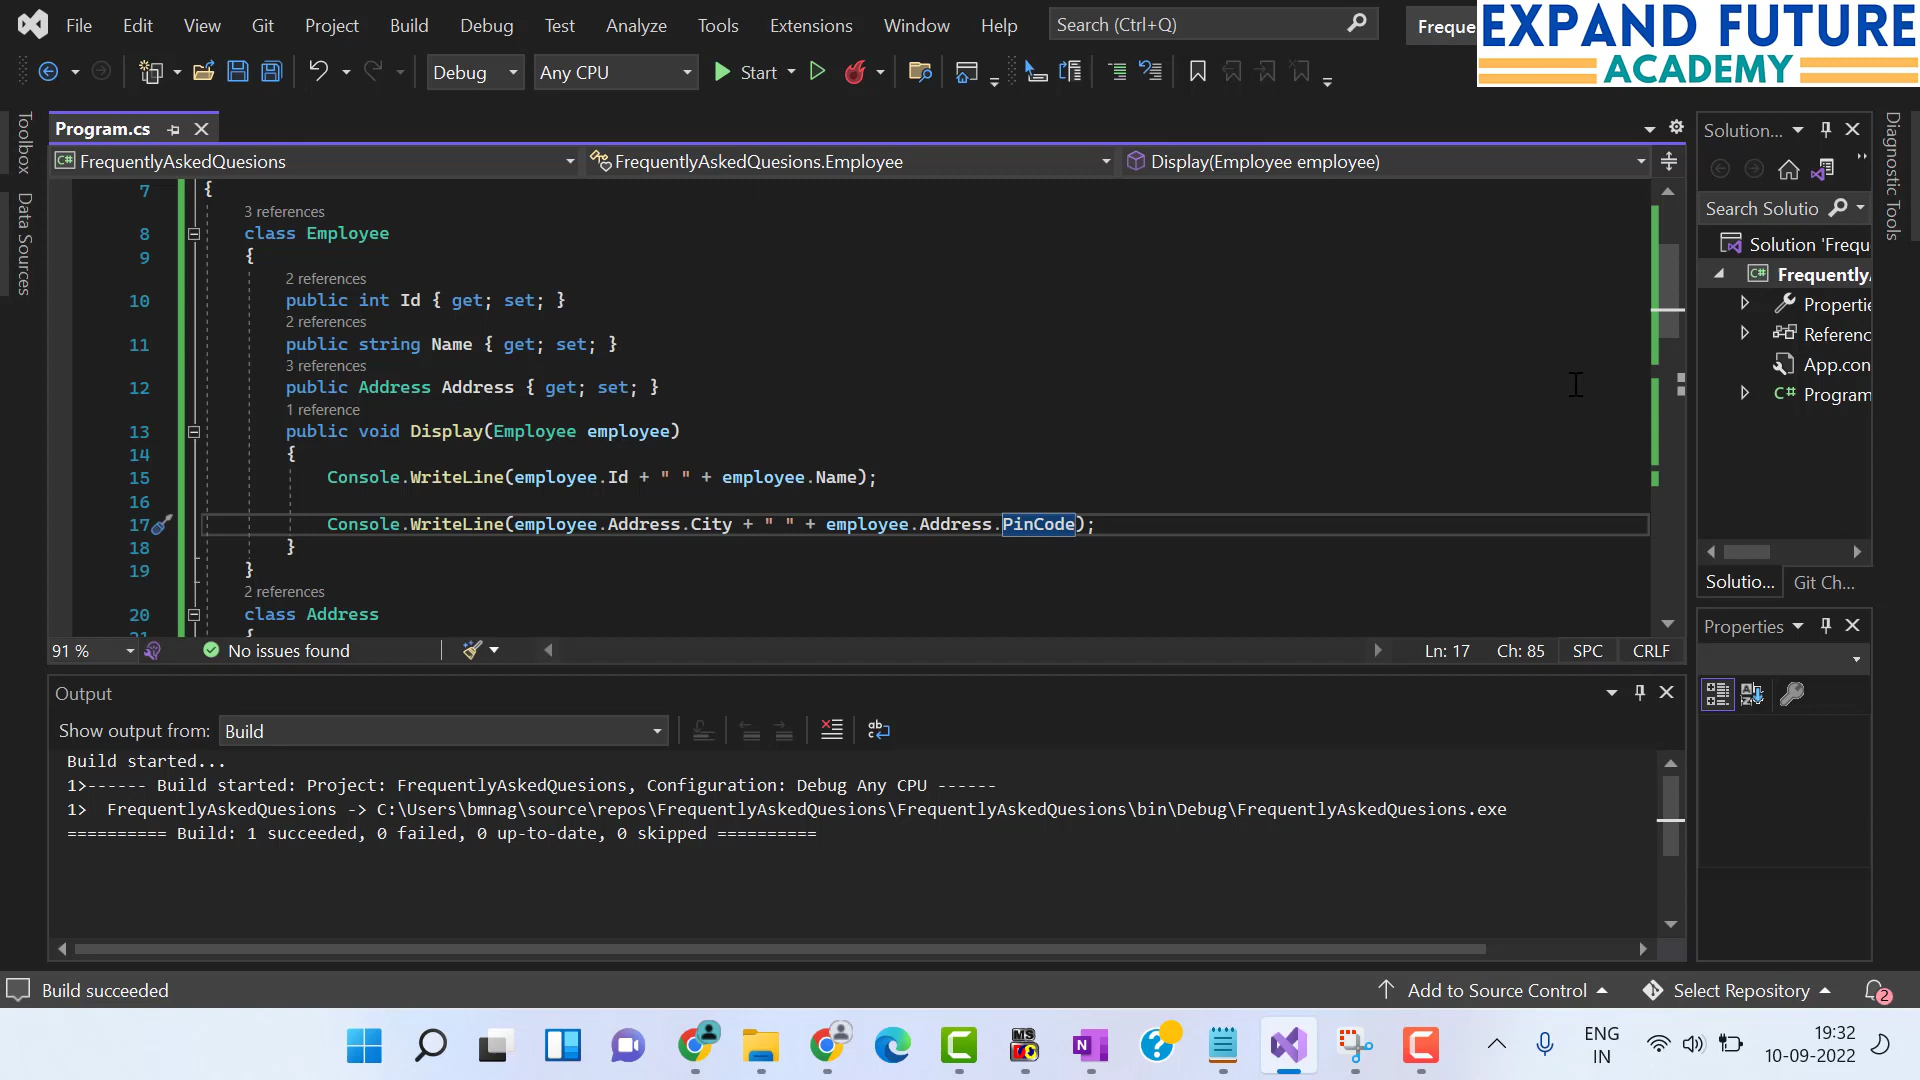 File Edit View Git Project Build Debug Test Analyze Tools Extensions Window Help Search (Ctrl+Q) Freque
EXPAND FUTURE
ACADEMY
Debug Any CPU Start
Toolbox
Data Sources
Program.cs
FrequentlyAskedQuesions FrequentlyAskedQuesions.Employee Display(Employee employee)
7 {
3 references
8 class Employee
9 {
2 references
10 public int Id { get; set; }
2 references
11 public string Name { get; set; }
3 references
12 public Address Address { get; set; }
1 reference
13 public void Display(Employee employee)
14 {
15 Console.WriteLine(employee.Id + " " + employee.Name);
16
17 Console.WriteLine(employee.Address.City + " " + employee.Address.PinCode);
18 }
19 }
2 references
20 class Address
21 {
91 % No issues found Ln: 17 Ch: 85 SPC CRLF
Output
Show output from: Build
Build started...
1>------ Build started: Project: FrequentlyAskedQuesions, Configuration: Debug Any CPU ------
1> FrequentlyAskedQuesions -> C:\Users\bmnag\source\repos\FrequentlyAskedQuesions\FrequentlyAskedQuesions\bin\Debug\FrequentlyAskedQuesions.exe
========== Build: 1 succeeded, 0 failed, 0 up-to-date, 0 skipped ==========
Solution...
Search Solutio
Solution 'Frequ
Frequently
Propertie
Referenc
App.con
Program
Solutio... Git Ch...
Properties
Diagnostic Tools
Build succeeded Add to Source Control Select Repository 2
MS
ENG
IN
19:32
10-09-2022